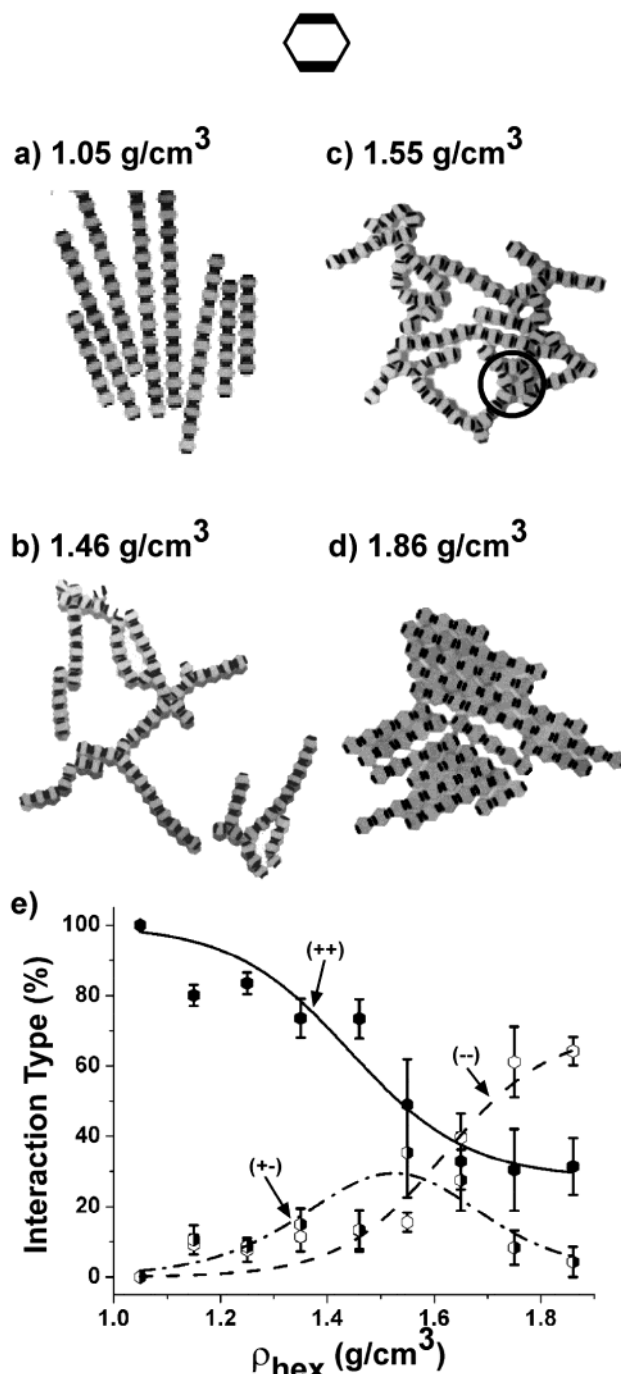 a) 1.05 g/cm³
c) 1.55 g/cm³
b) 1.46 g/cm³
d) 1.86 g/cm³
e)
100
80
60
40
20
0
Interaction Type (%)
(++)
(--)
(+-)
1.0
1.2
1.4
1.6
1.8
ρhex (g/cm³)